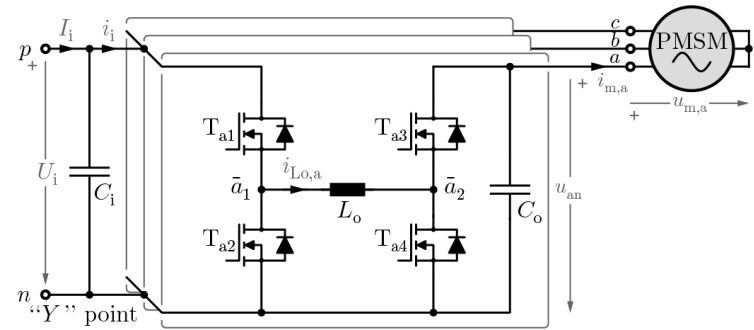 c
b
a
PMSM
p
+
I_i
i_i
+
i_m,a
u_m,a
+
T_a1
T_a3
U_i
C_i
ā_1
i_Lo,a
L_o
ā_2
C_o
u_an
T_a2
T_a4
n
“Y” point